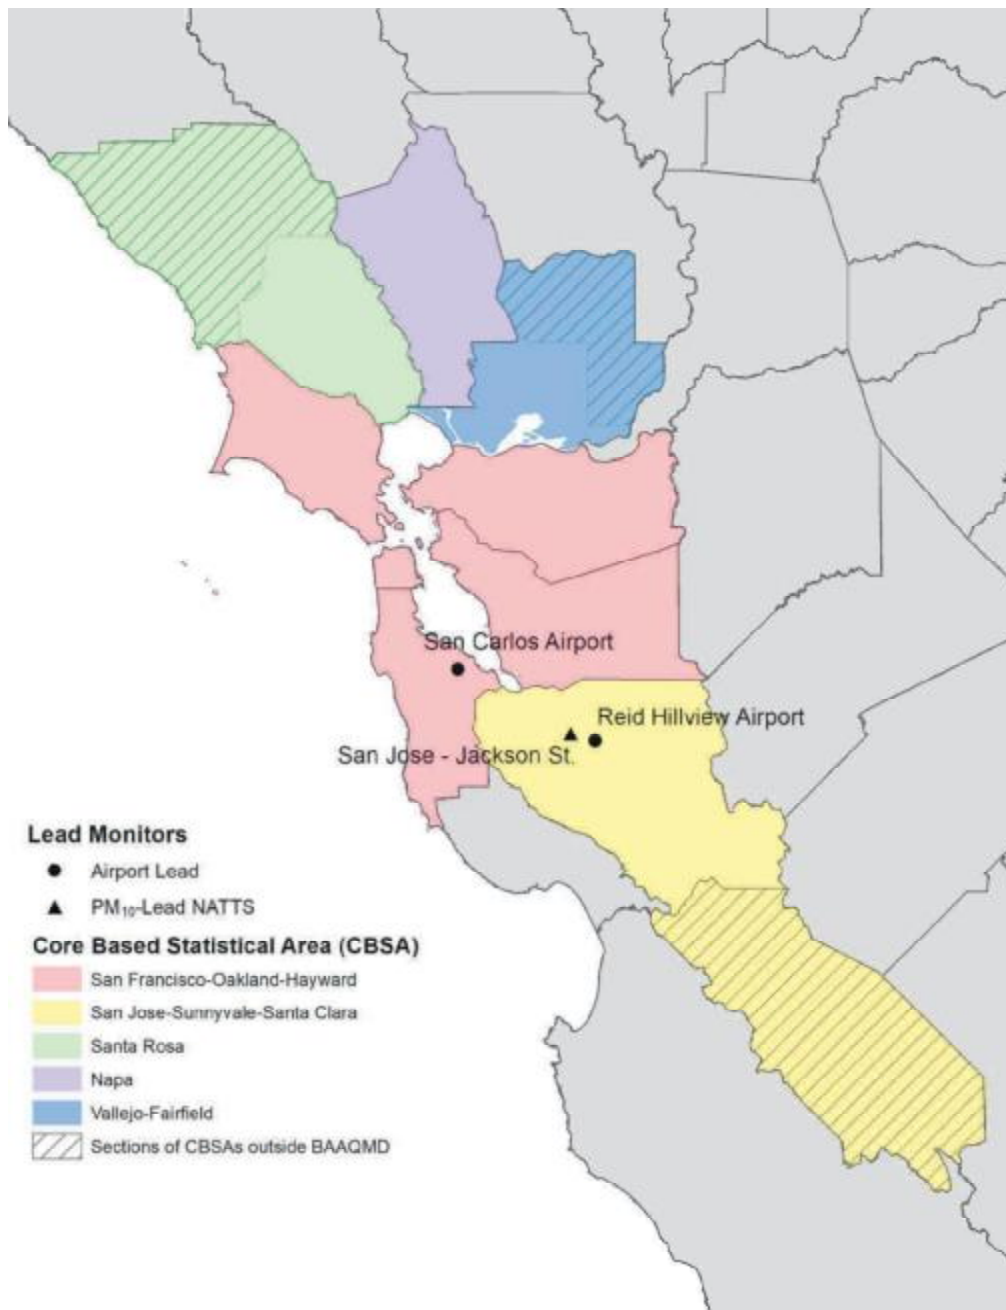 San Carlos Airport
Reid Hillview Airport
San Jose - Jackson St.
Lead Monitors
Airport Lead
PM₁₀-Lead NATTS
Core Based Statistical Area (CBSA)
San Francisco-Oakland-Hayward
San Jose-Sunnyvale-Santa Clara
Santa Rosa
Napa
Vallejo-Fairfield
Sections of CBSAs outside BAAQMD